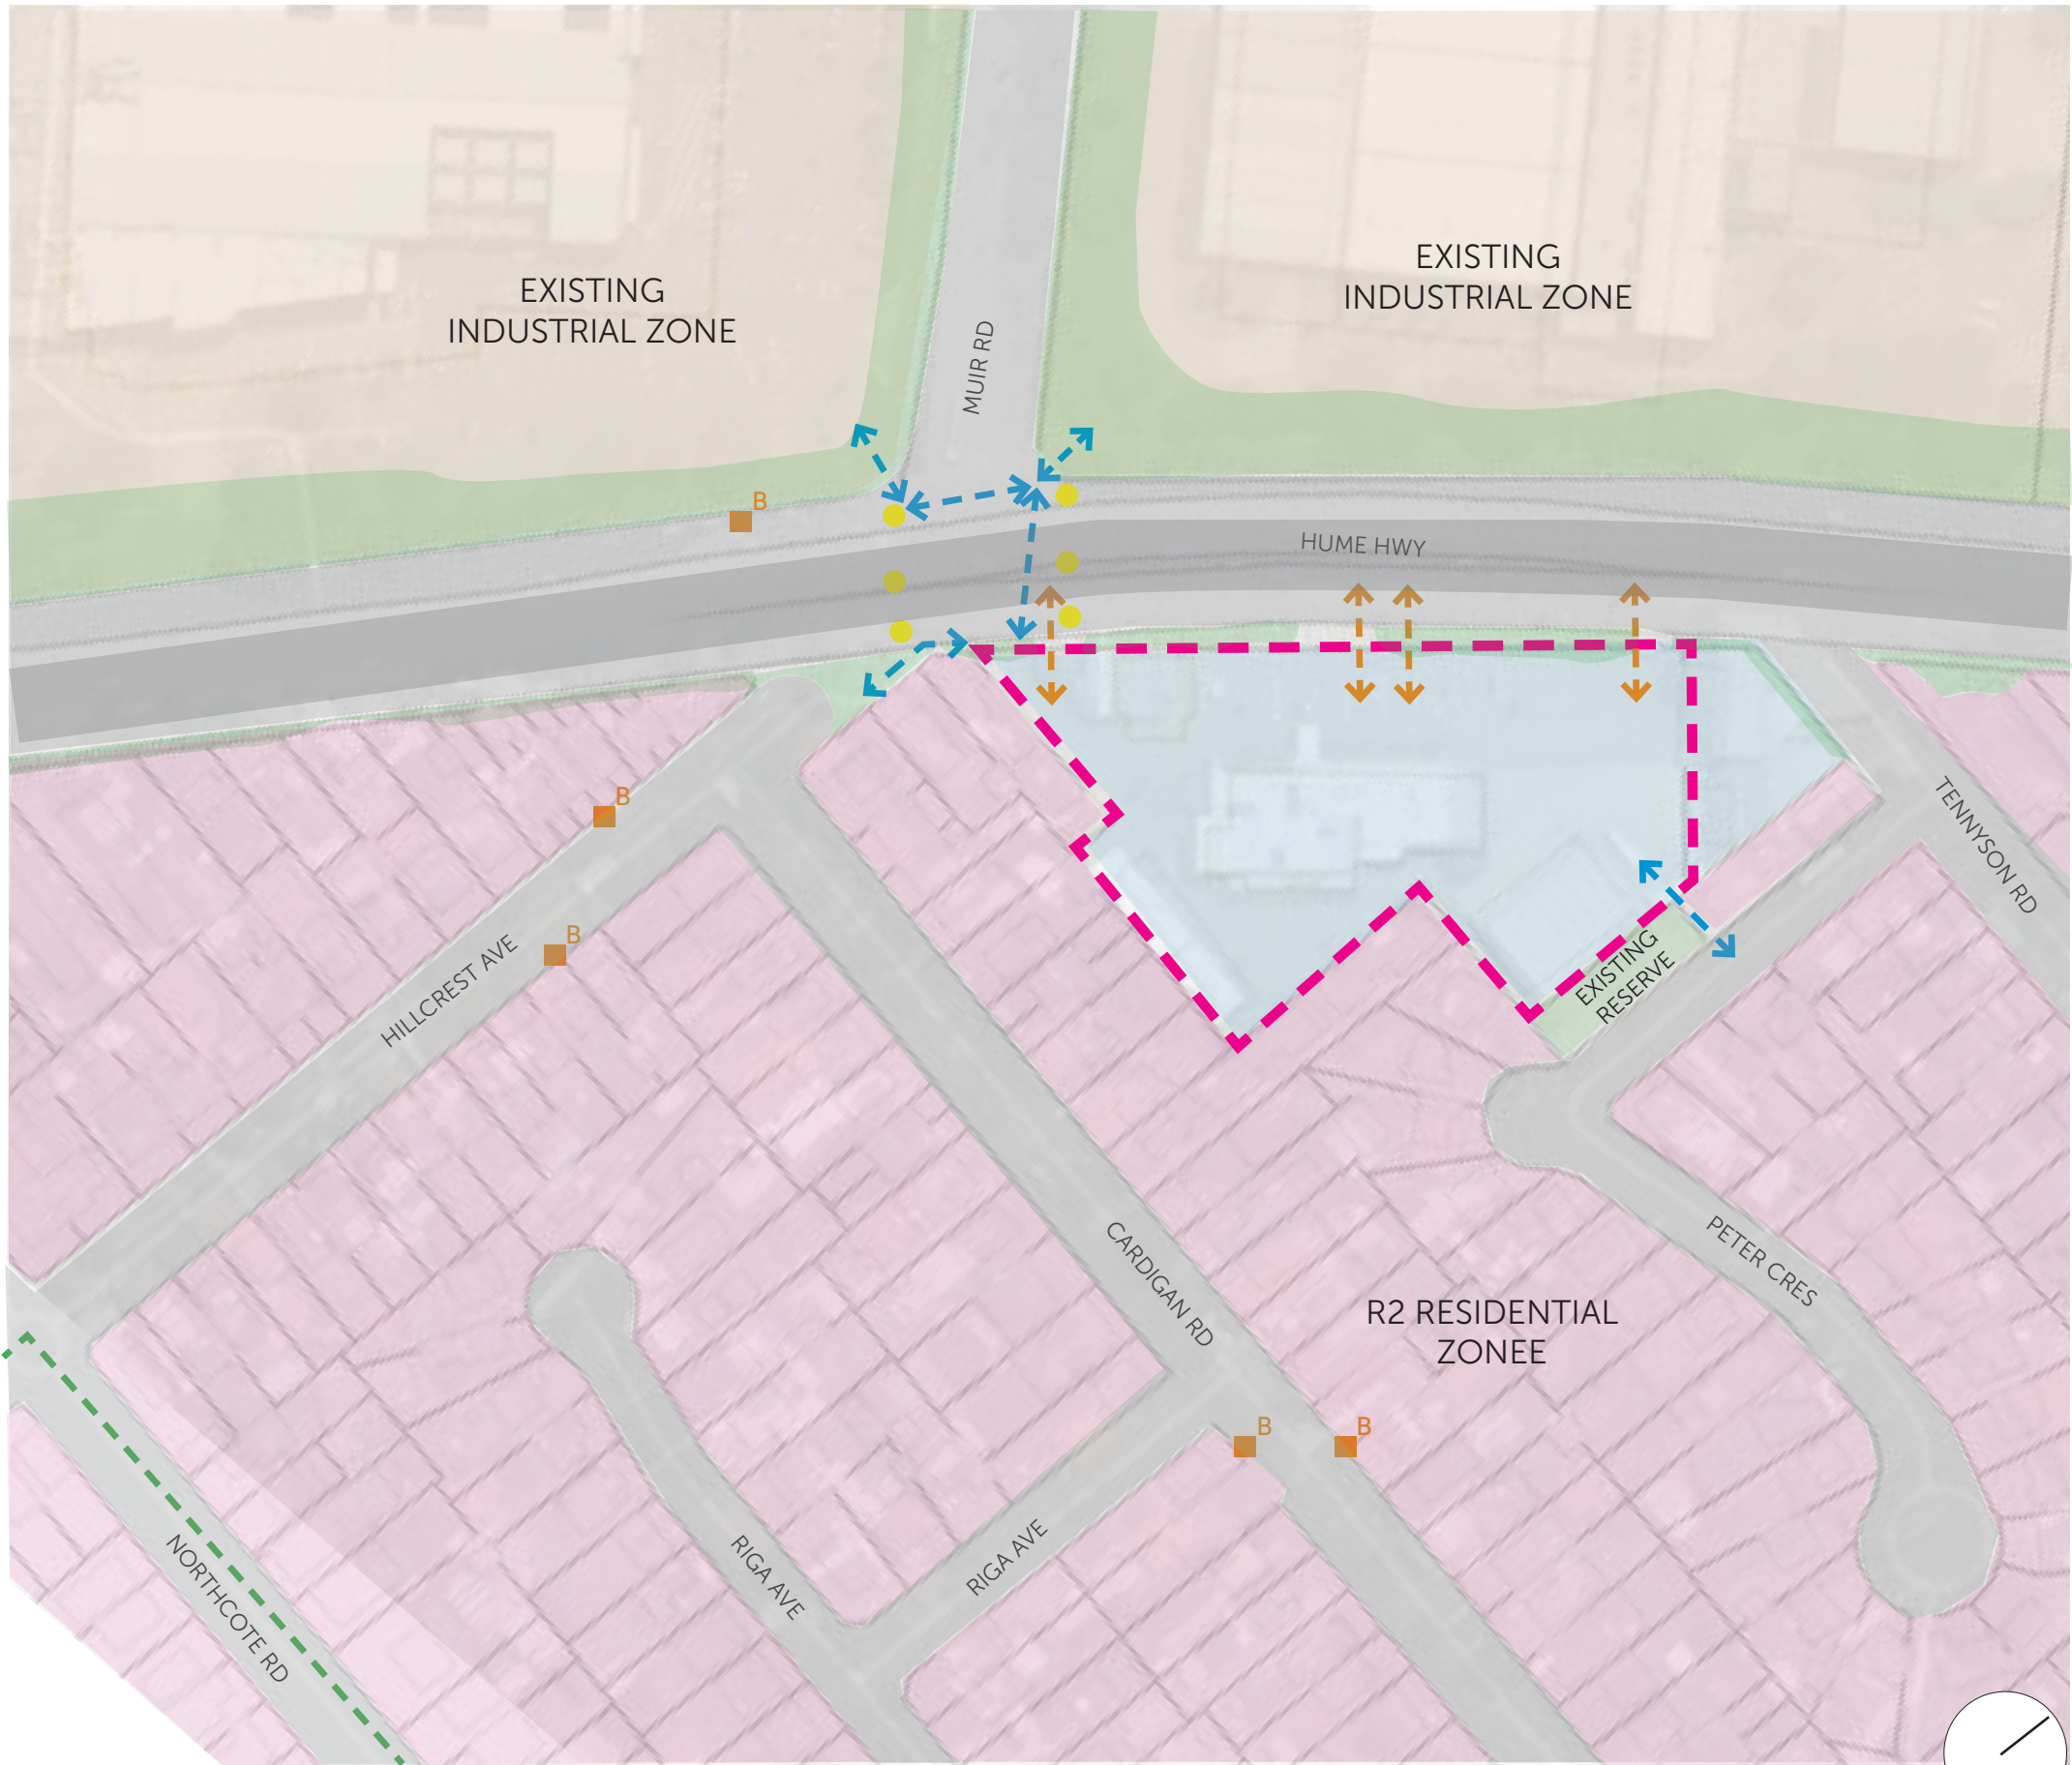 EXISTING
INDUSTRIAL ZONE
EXISTING
INDUSTRIAL ZONE
MUIR RD
B
HUME HWY
B
TENNYSON RD
B
HILLCREST AVE
EXISTING
RESERVE
CARDIGAN RD
PETER CRES
R2 RESIDENTIAL
ZONEE
B
B
NORTHCOTE RD
RIGA AVE
RIGA AVE